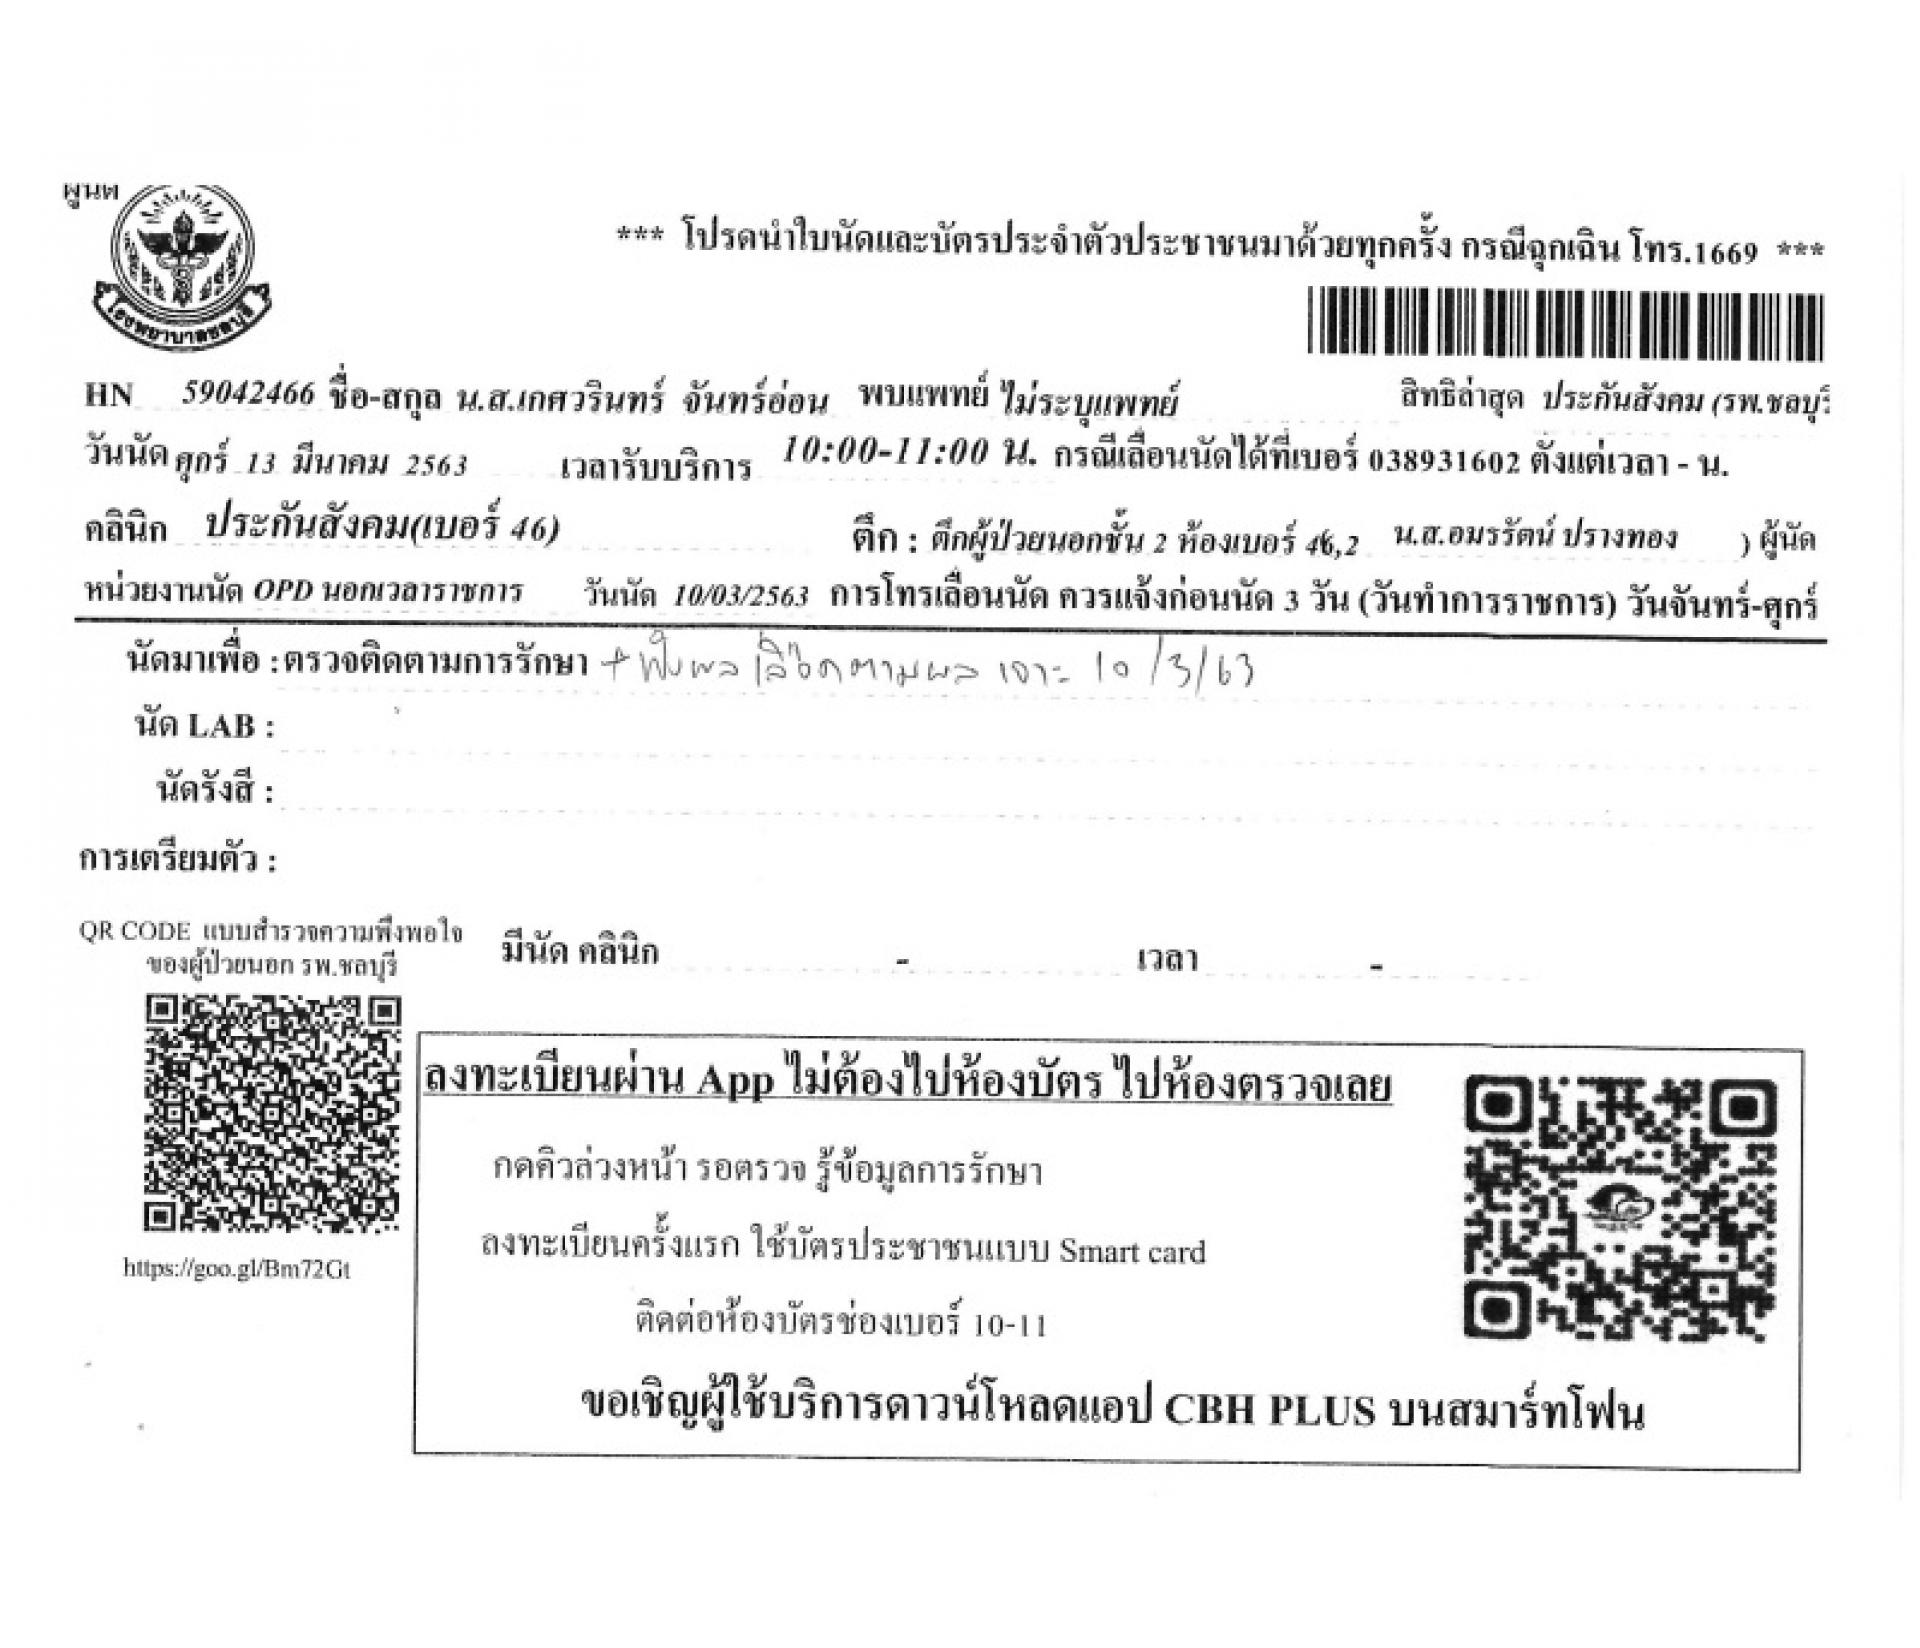 ผู้นัด
โรงพยาบาลชลบุรี
*** โปรดนำใบนัดและบัตรประจำตัวประชาชนมาด้วยทุกครั้ง กรณีฉุกเฉิน โทร.1669 ***
HN 59042466 ชื่อ-สกุล น.ส.เกศวรินทร์ จันทร์อ่อน พบแพทย์ ไม่ระบุแพทย์ สิทธิล่าสุด ประกันสังคม (รพ.ชลบุรี
วันนัด ศุกร์ 13 มีนาคม 2563 เวลารับบริการ 10:00-11:00 น. กรณีเลื่อนนัดได้ที่เบอร์ 038931602 ตั้งแต่เวลา - น.
คลินิก ประกันสังคม(เบอร์ 46) ตึก : ตึกผู้ป่วยนอกชั้น 2 ห้องเบอร์ 46,2 น.ส.อมรรัตน์ ปรางทอง ) ผู้นัด
หน่วยงานนัด OPD นอกเวลาราชการ วันนัด 10/03/2563 การโทรเลื่อนนัด ควรแจ้งก่อนนัด 3 วัน (วันทำการราชการ) วันจันทร์-ศุกร์
นัดมาเพื่อ : ตรวจติดตามการรักษา + ฟังผลเลือดตามผล เจาะ 10/3/63
นัด LAB :
นัดรังสี :
การเตรียมตัว :
QR CODE แบบสำรวจความพึงพอใจ
ของผู้ป่วยนอก รพ.ชลบุรี
มีนัด คลินิก - เวลา -
https://goo.gl/Bm72Gt
ลงทะเบียนผ่าน App ไม่ต้องไปห้องบัตร ไปห้องตรวจเลย
กดคิวล่วงหน้า รอตรวจ รู้ข้อมูลการรักษา
ลงทะเบียนครั้งแรก ใช้บัตรประชาชนแบบ Smart card
ติดต่อห้องบัตรช่องเบอร์ 10-11
ขอเชิญผู้ใช้บริการดาวน์โหลดแอป CBH PLUS บนสมาร์ทโฟน